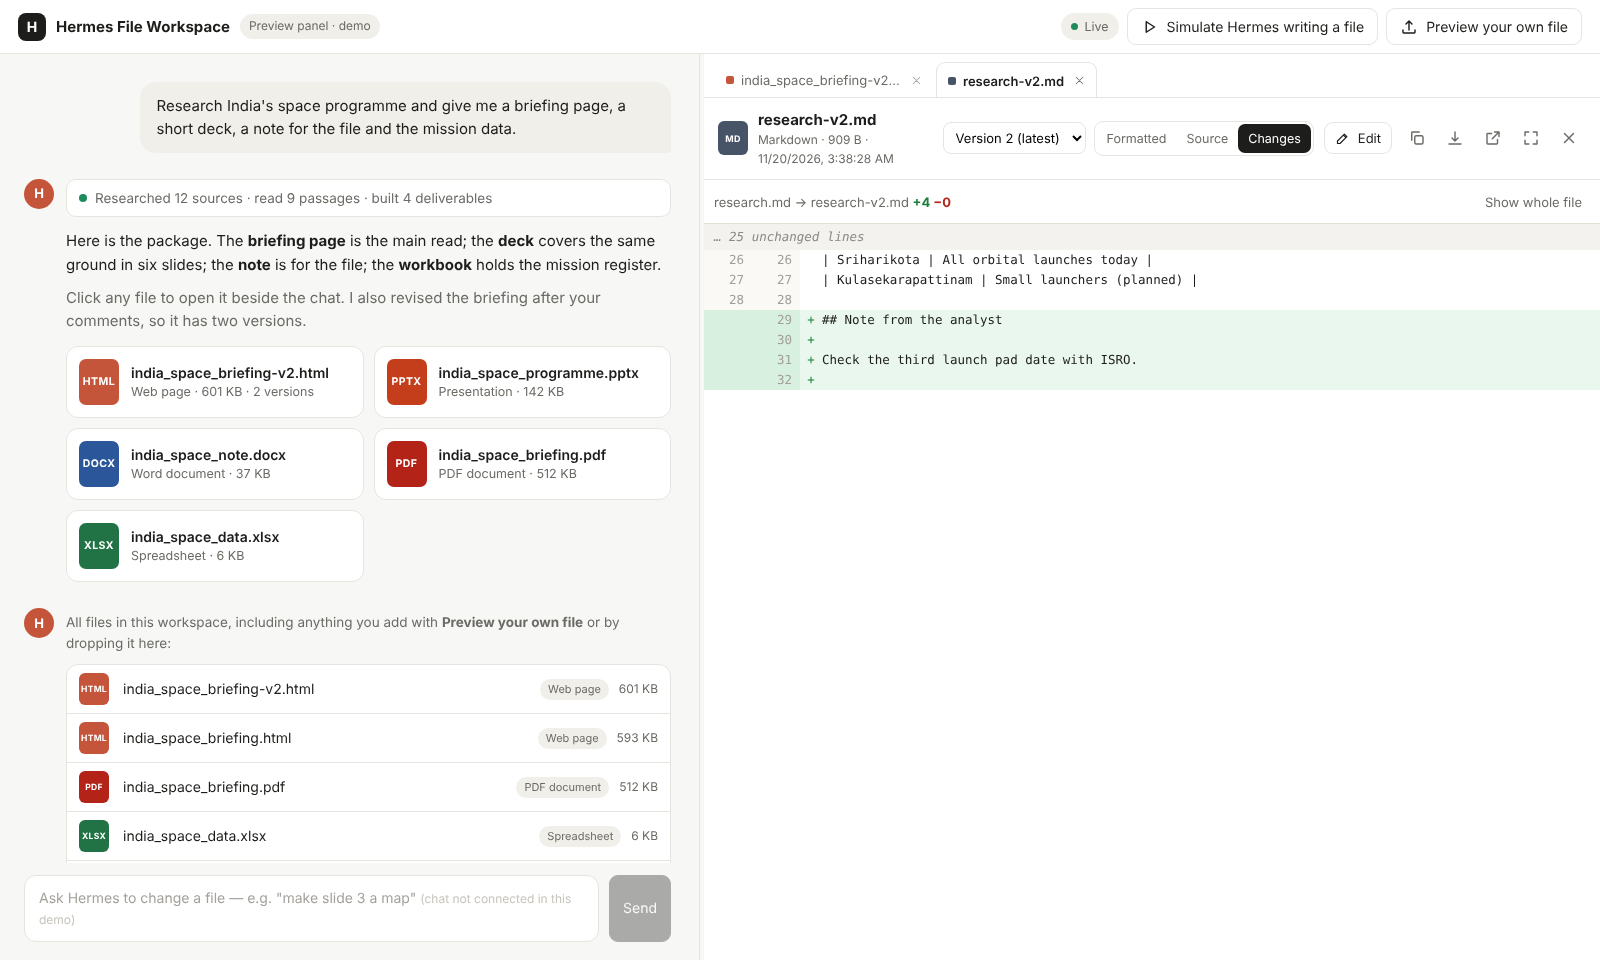 H Hermes File Workspace Preview panel · demo
Live
Simulate Hermes writing a file
Preview your own file
Research India's space programme and give me a briefing page, a
short deck, a note for the file and the mission data.
H
Researched 12 sources · read 9 passages · built 4 deliverables
Here is the package. The briefing page is the main read; the deck covers the same
ground in six slides; the note is for the file; the workbook holds the mission register.
Click any file to open it beside the chat. I also revised the briefing after your
comments, so it has two versions.
HTML
india_space_briefing-v2.html
Web page · 601 KB · 2 versions
PPTX
india_space_programme.pptx
Presentation · 142 KB
DOCX
india_space_note.docx
Word document · 37 KB
PDF
india_space_briefing.pdf
PDF document · 512 KB
XLSX
india_space_data.xlsx
Spreadsheet · 6 KB
H
All files in this workspace, including anything you add with Preview your own file or by
dropping it here:
HTML india_space_briefing-v2.html Web page 601 KB
HTML india_space_briefing.html Web page 593 KB
PDF india_space_briefing.pdf PDF document 512 KB
XLSX india_space_data.xlsx Spreadsheet 6 KB
Ask Hermes to change a file — e.g. "make slide 3 a map" (chat not connected in this
demo)
Send
india_space_briefing-v2... ×
research-v2.md ×
MD
research-v2.md
Markdown · 909 B ·
11/20/2026, 3:38:28 AM
Version 2 (latest)
Formatted Source Changes
Edit
research.md → research-v2.md +4 −0
Show whole file
… 25 unchanged lines
26 26 | Sriharikota | All orbital launches today |
27 27 | Kulasekarapattinam | Small launchers (planned) |
28 28
29 + ## Note from the analyst
30 +
31 + Check the third launch pad date with ISRO.
32 +